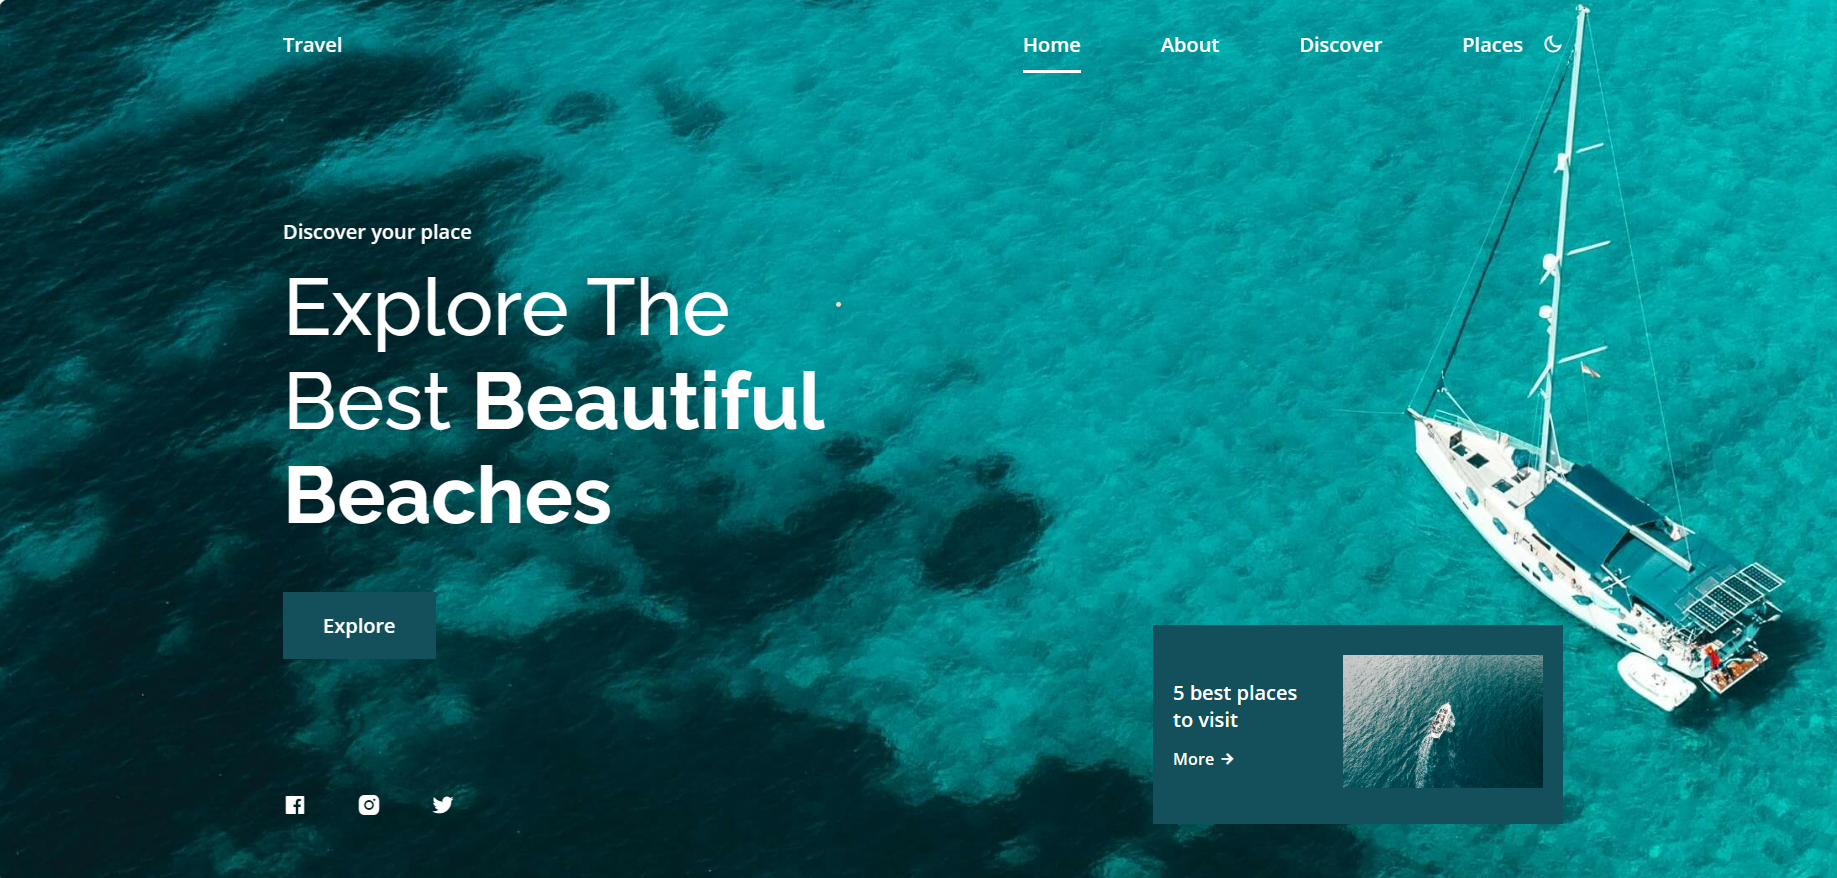 Travel
Home
About
Discover
Places
Discover your place
Explore The
Best Beautiful
Beaches
Explore
5 best places
to visit
More →